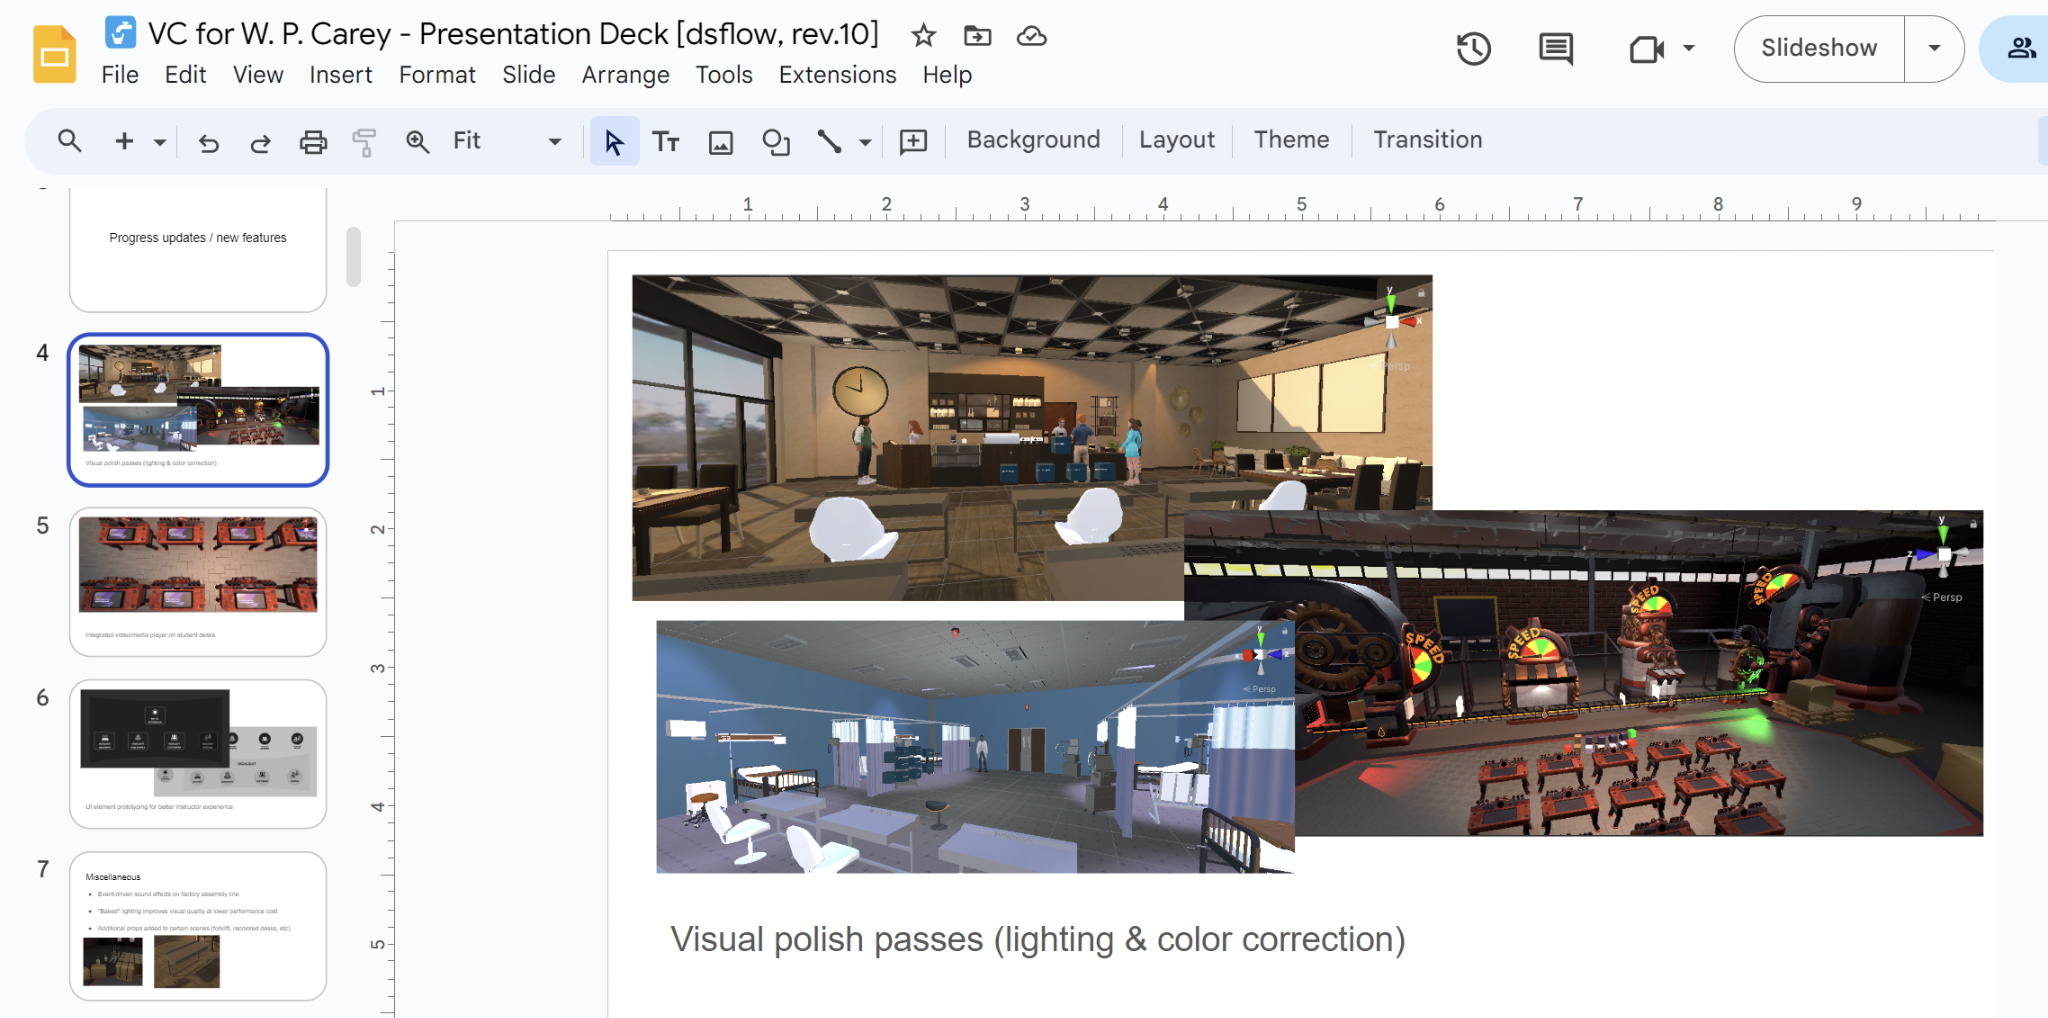 VC for W. P. Carey - Presentation Deck [dsflow, rev.10]
File Edit View Insert Format Slide Arrange Tools Extensions Help
Slideshow
Fit
Background Layout Theme Transition
1 2 3 4 5 6 7 8 9
1
2
3
4
5
Progress updates / new features
4
Visual polish passes (lighting & color correction)
5
Integrated video/media player on student desks
6
UI element prototyping for better instructor experience
7
Miscellaneous
Event-driven sound effects on factory assembly line
"Baked" lighting improves visual quality at lower performance cost
Additional props added to certain scenes (forklift, recolored desks, etc)
y
x
Persp
y
z
Persp
SPEED
SPEED
SPEED
SPEED
y
Persp
Visual polish passes (lighting & color correction)